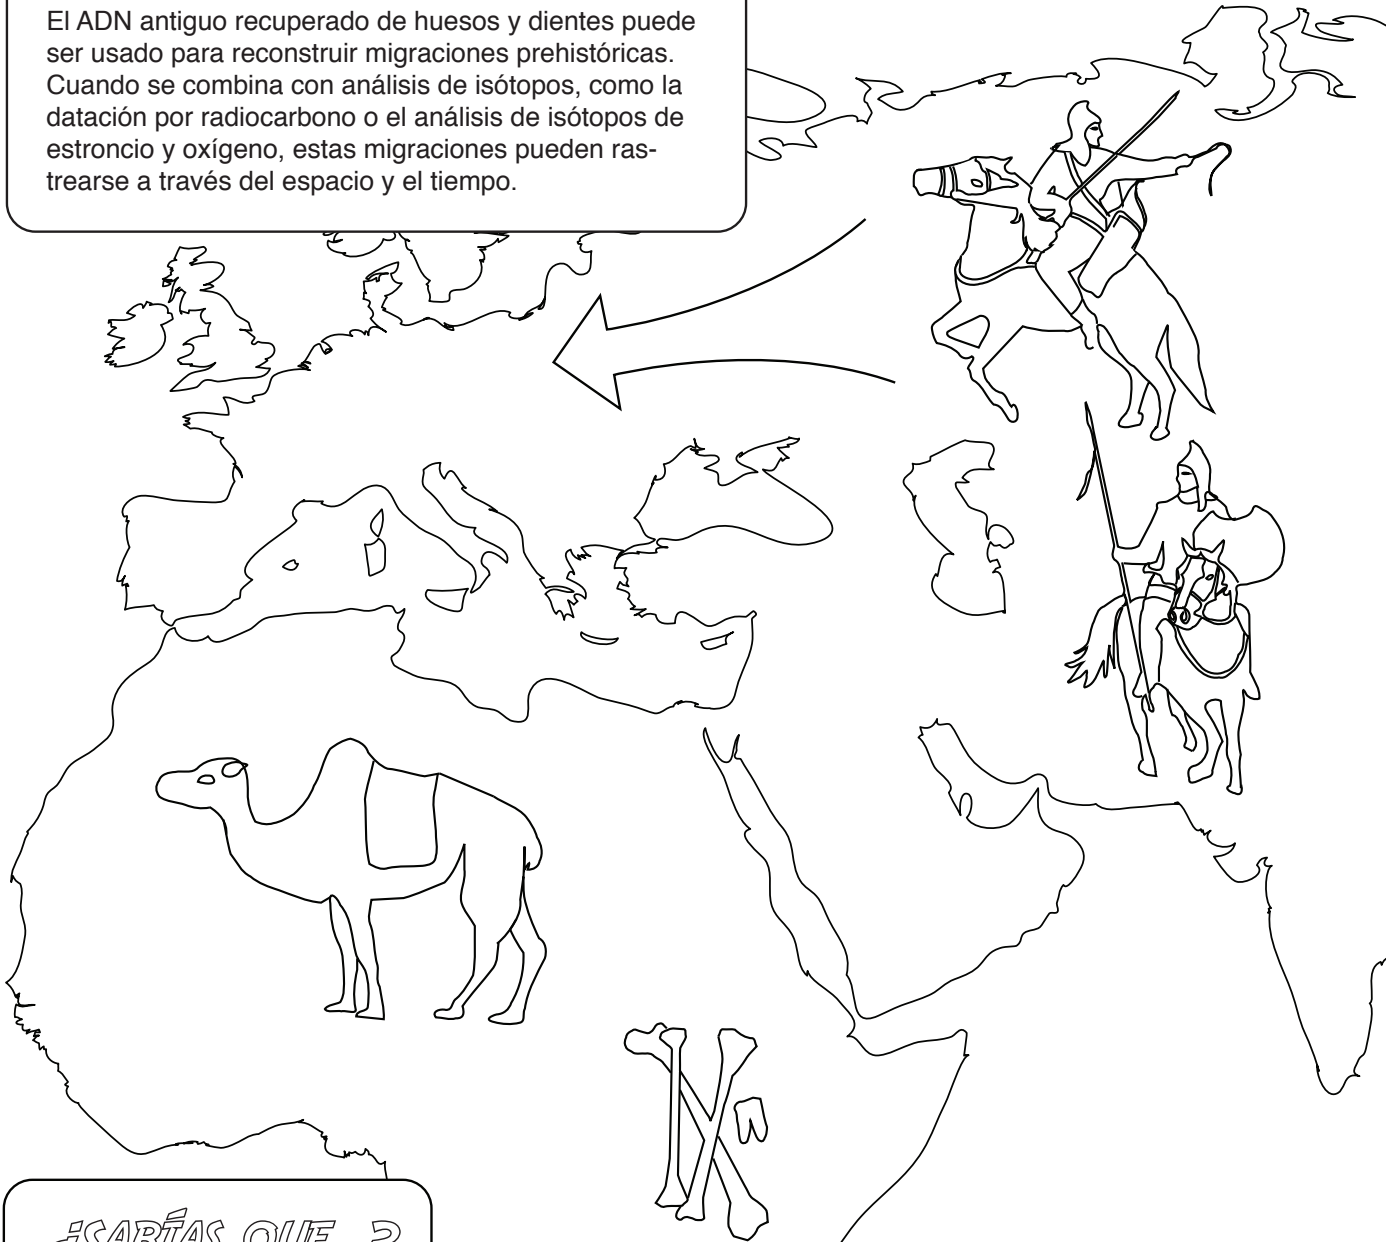 El ADN antiguo recuperado de huesos y dientes puede
ser usado para reconstruir migraciones prehistóricas.
Cuando se combina con análisis de isótopos, como la
datación por radiocarbono o el análisis de isótopos de
estroncio y oxígeno, estas migraciones pueden ras-
trearse a través del espacio y el tiempo.
¿SABÍAS QUE...?